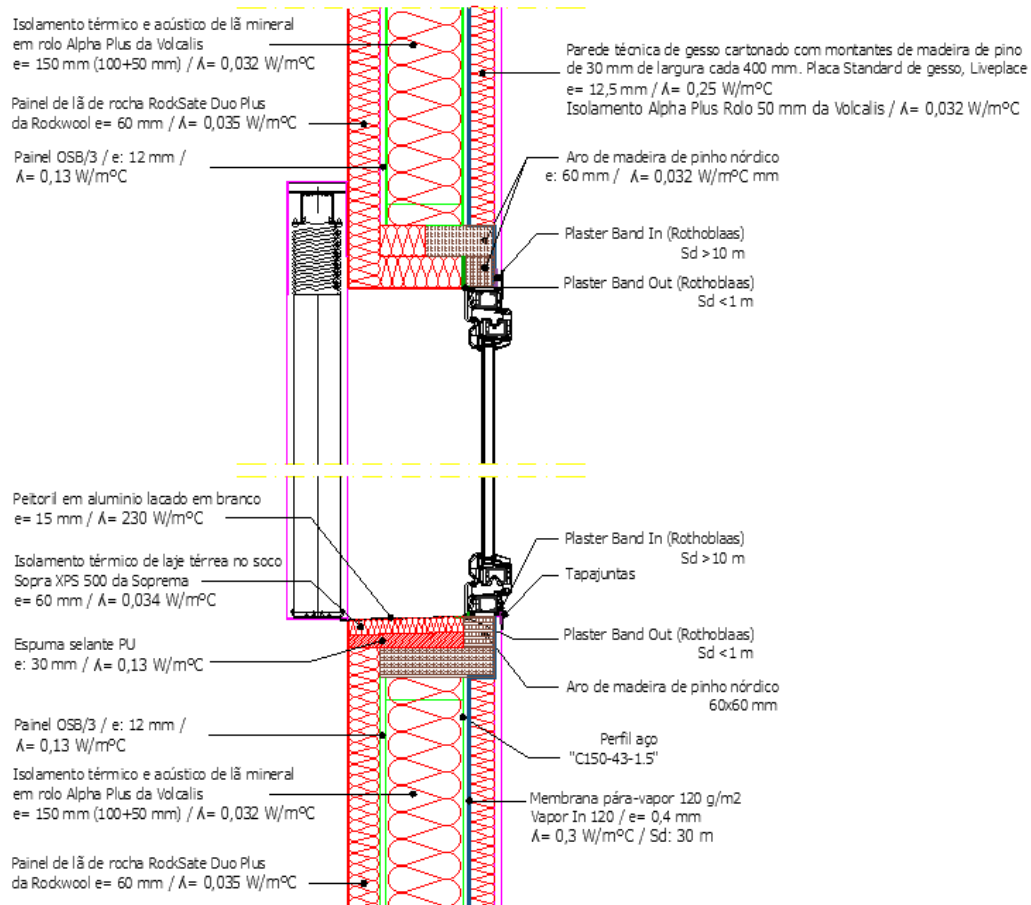 Isolamento térmico e acústico de lã mineral
em rolo Alpha Plus da Volcalis
e= 150 mm (100+50 mm) / Λ= 0,032 W/mºC
Painel de lã de rocha RockSate Duo Plus
da Rockwool e= 60 mm / Λ= 0,035 W/mºC
Painel OSB/3 / e: 12 mm /
Λ= 0,13 W/mºC
Parede técnica de gesso cartonado com montantes de madeira de pino
de 30 mm de largura cada 400 mm. Placa Standard de gesso, Liveplace
e= 12,5 mm / Λ= 0,25 W/mºC
Isolamento Alpha Plus Rolo 50 mm da Volcalis / Λ= 0,032 W/mºC
Aro de madeira de pinho nórdico
e: 60 mm / Λ= 0,032 W/mºC mm
Plaster Band In (Rothoblaas)
Sd >10 m
Plaster Band Out (Rothoblaas)
Sd <1 m
Peitoril em aluminio lacado em branco
e= 15 mm / Λ= 230 W/mºC
Isolamento térmico de laje térrea no soco
Sopra XPS 500 da Soprema
e= 60 mm / Λ= 0,034 W/mºC
Espuma selante PU
e: 30 mm / Λ= 0,13 W/mºC
Painel OSB/3 / e: 12 mm /
Λ= 0,13 W/mºC
Isolamento térmico e acústico de lã mineral
em rolo Alpha Plus da Volcalis
e= 150 mm (100+50 mm) / Λ= 0,032 W/mºC
Painel de lã de rocha RockSate Duo Plus
da Rockwool e= 60 mm / Λ= 0,035 W/mºC
Plaster Band In (Rothoblaas)
Sd >10 m
Tapajuntas
Plaster Band Out (Rothoblaas)
Sd <1 m
Aro de madeira de pinho nórdico
60x60 mm
Perfil aço
"C150-43-1.5"
Membrana pára-vapor 120 g/m2
Vapor In 120 / e= 0,4 mm
Λ= 0,3 W/mºC / Sd: 30 m